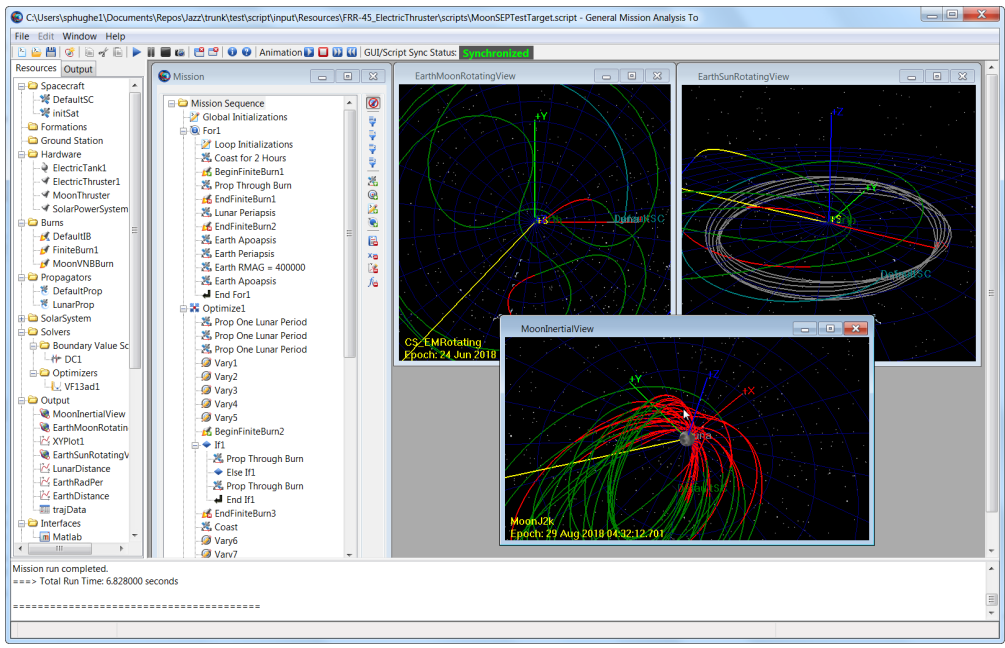 C:\Users\sphughe1\Documents\Repos\Jazz\trunk\test\script\input\Resources\FRR-45_ElectricThruster\scripts\MoonSEPTestTarget.script - General Mission Analysis To
File Edit Window Help
Animation GUI/Script Sync Status: Synchronized
Resources Output
Spacecraft
DefaultSC
initSat
Formations
Ground Station
Hardware
ElectricTank1
ElectricThruster1
MoonThruster
SolarPowerSystem
Burns
DefaultIB
FiniteBurn1
MoonVNBBurn
Propagators
DefaultProp
LunarProp
SolarSystem
Solvers
Boundary Value Sc
DC1
Optimizers
VF13ad1
Output
MoonInertialView
EarthMoonRotatin
XYPlot1
EarthSunRotatingV
LunarDistance
EarthRadPer
EarthDistance
trajData
Interfaces
Matlab
Mission
Mission Sequence
Global Initializations
For1
Loop Initializations
Coast for 2 Hours
BeginFiniteBurn1
Prop Through Burn
EndFiniteBurn1
Lunar Periapsis
EndFiniteBurn2
Earth Apoapsis
Earth Periapsis
Earth RMAG = 400000
Earth Apoapsis
End For1
Optimize1
Prop One Lunar Period
Prop One Lunar Period
Prop One Lunar Period
Vary1
Vary2
Vary3
Vary4
Vary5
BeginFiniteBurn2
If1
Prop Through Burn
Else If1
Prop Through Burn
End If1
EndFiniteBurn3
Coast
Vary6
Vary7
EarthMoonRotatingView
+Y
CS_EMRotating
Epoch: 24 Jun 2018
EarthSunRotatingView
+Z
+Y
+S
DefaultSC
MoonInertialView
+Y
+Z
+X
Luna
DefaultSC
MoonJ2k
Epoch: 29 Aug 2018 04:32:12.701
Mission run completed.
===> Total Run Time: 6.828000 seconds
========================================